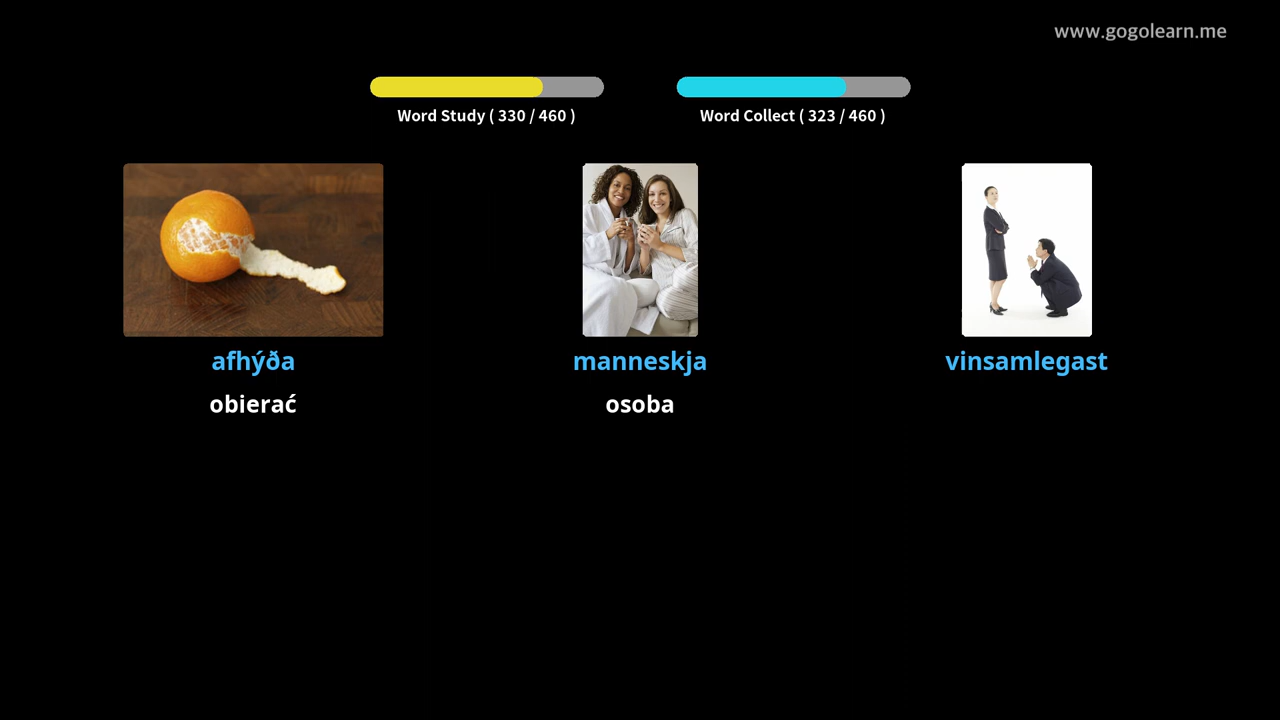 www.gogolearn.me
Word Study ( 330 / 460 )
Word Collect ( 323 / 460 )
afhýða
manneskja
vinsamlegast
obierać
osoba